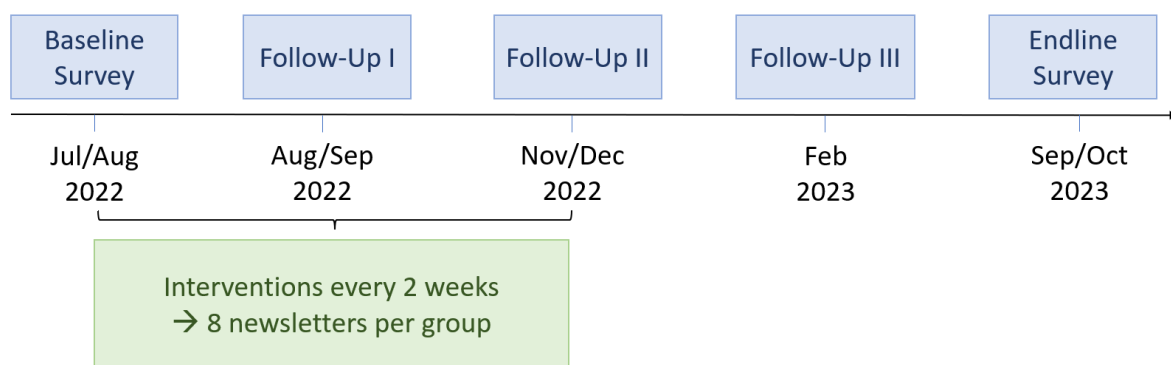 Baseline
Survey
Follow-Up I
Follow-Up II
Follow-Up III
Endline
Survey
Jul/Aug
2022
Aug/Sep
2022
Nov/Dec
2022
Feb
2023
Sep/Oct
2023
Interventions every 2 weeks
→ 8 newsletters per group